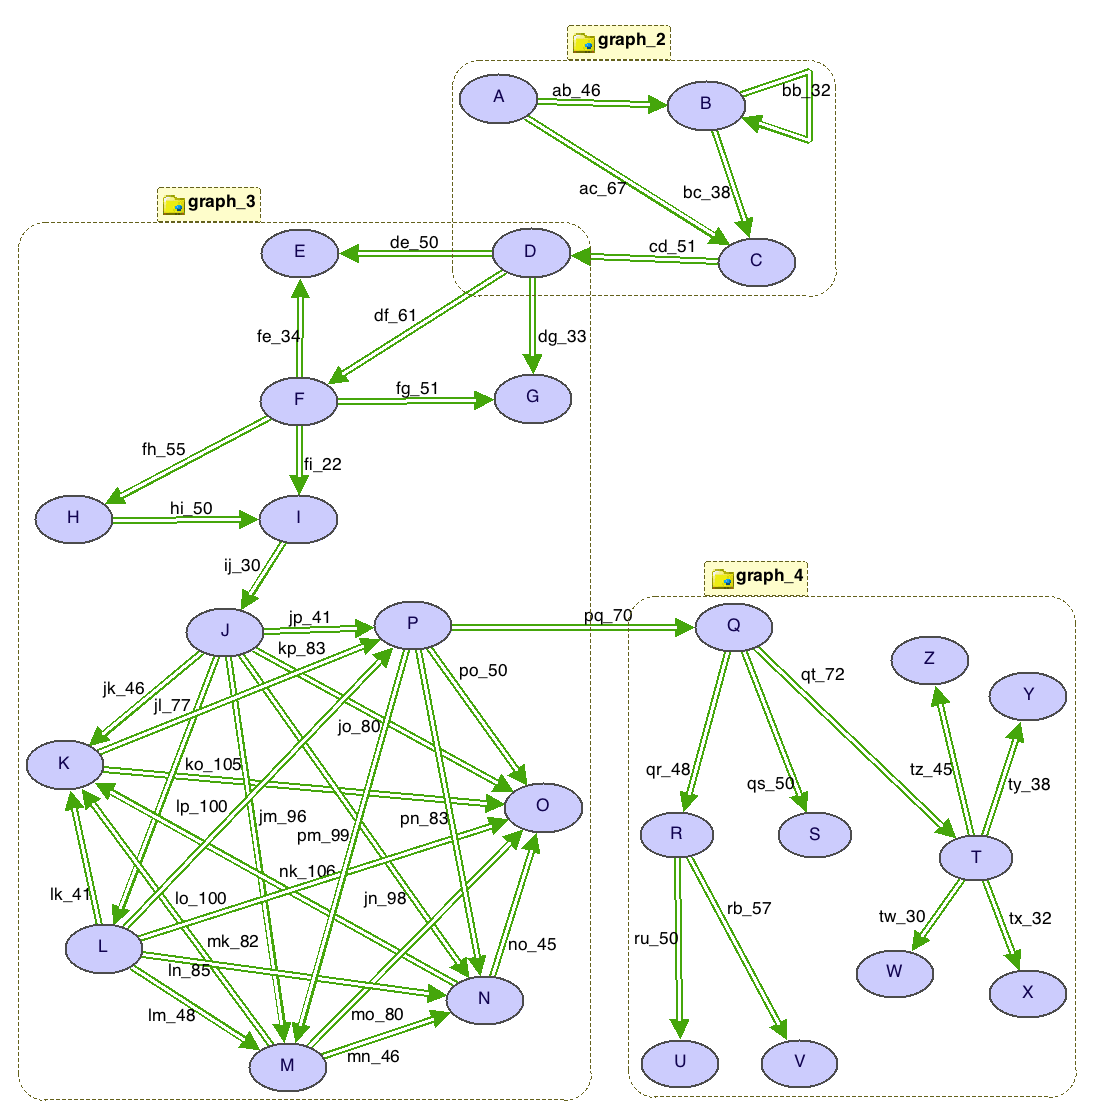 graph_2
A
ab_46
B
bb_32
ac_67
bc_38
graph_3
E
de_50
D
cd_51
C
df_61
fe_34
dg_33
F
fg_51
G
fh_55
fi_22
H
hi_50
I
ij_30
graph_4
J
jp_41
P
pq_70
Q
kp_83
Z
jk_46
jl_77
po_50
qt_72
Y
jo_80
K
ko_105
qr_48
tz_45
qs_50
ty_38
lp_100
jm_96
pm_99
pn_83
O
R
S
T
nk_106
lk_41
lo_100
jn_98
rb_57
tw_30
tx_32
L
mk_82
no_45
ru_50
ln_85
W
N
X
lm_48
mo_80
mn_46
M
U
V